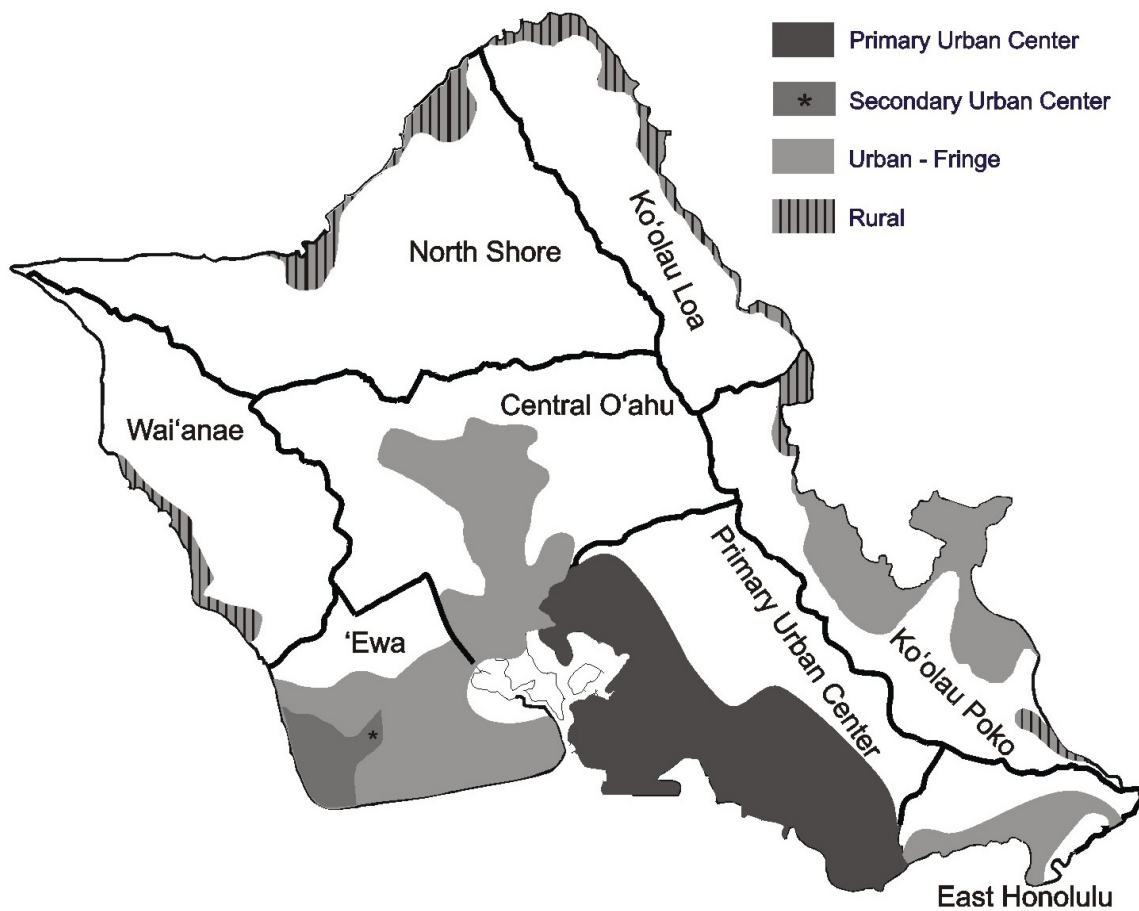 Primary Urban Center
* Secondary Urban Center
Urban - Fringe
Rural
North Shore
Ko‘olau Loa
Wai‘anae
Central O‘ahu
Primary Urban Center
‘Ewa
Ko‘olau Poko
*
East Honolulu